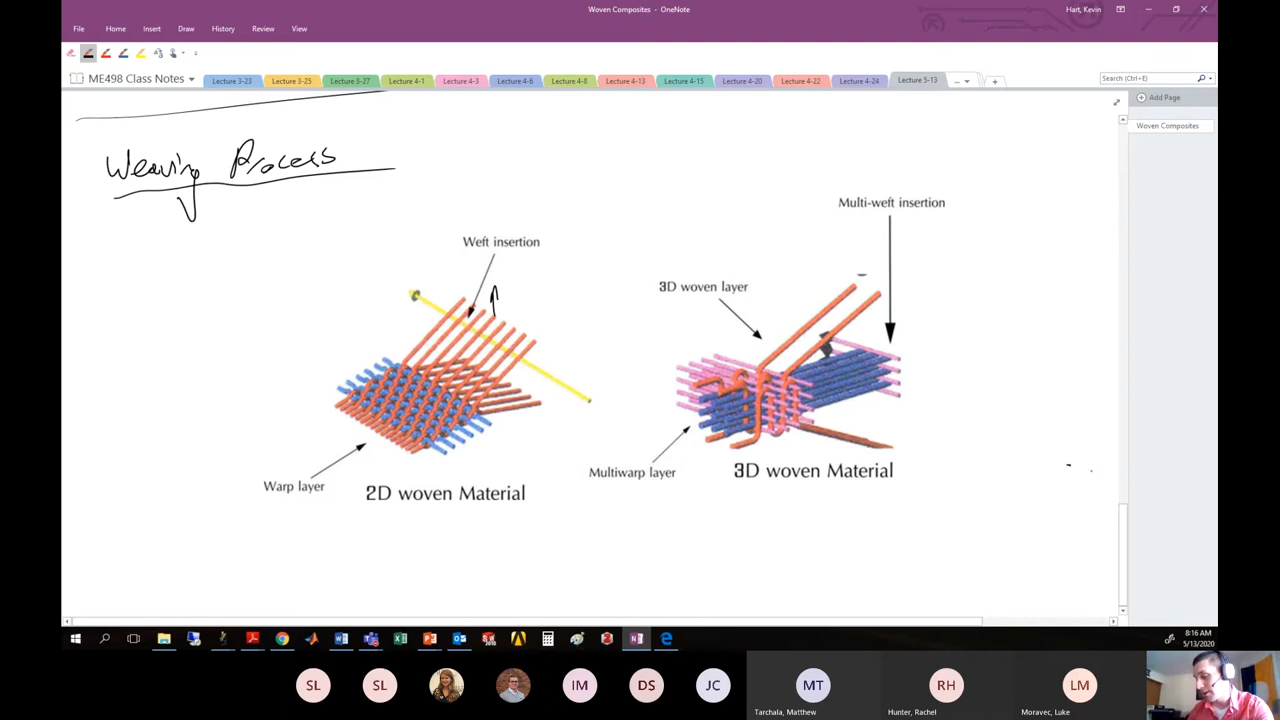 Woven Composites - OneNote
Hart, Kevin
File Home Insert Draw History Review View
ME498 Class Notes
Lecture 3-23 Lecture 3-25 Lecture 3-27 Lecture 4-1 Lecture 4-3 Lecture 4-6 Lecture 4-8 Lecture 4-13 Lecture 4-15 Lecture 4-20 Lecture 4-22 Lecture 4-24 Lecture 5-13
Search (Ctrl+E)
Add Page
Woven Composites
Weaving Process
Multi-weft insertion
Weft insertion
3D woven layer
Multiwarp layer
3D woven Material
Warp layer
2D woven Material
8:16 AM
5/13/2020
SL SL IM DS JC MT RH LM
Tarchala, Matthew
Hunter, Rachel
Moravec, Luke